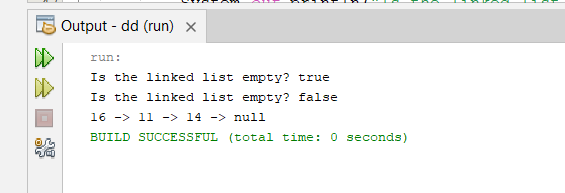 Output - dd (run)
run:
Is the linked list empty? true
Is the linked list empty? false
16 -> 11 -> 14 -> null
BUILD SUCCESSFUL (total time: 0 seconds)